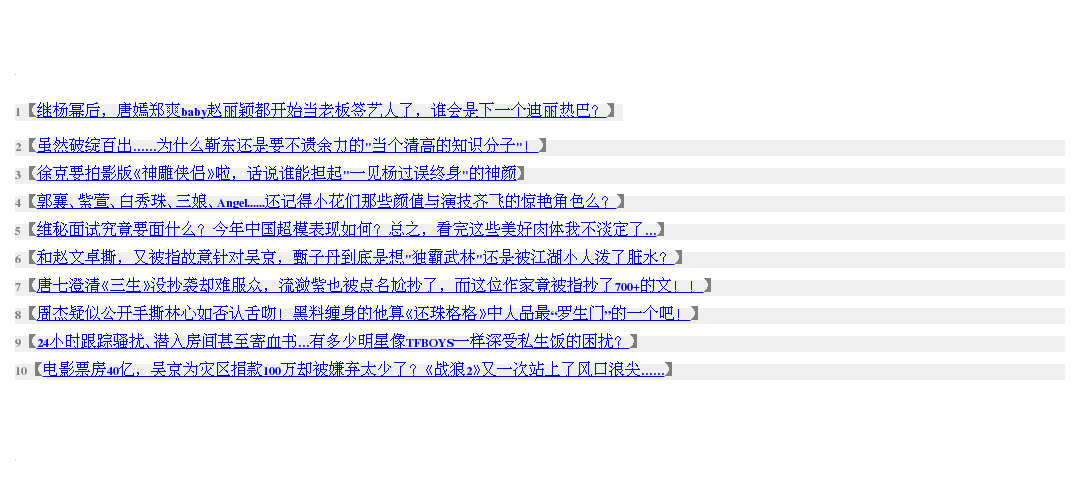 1【继杨幂后，唐嫣郑爽baby赵丽颖都开始当老板签艺人了，谁会是下一个迪丽热巴？】
2【虽然破绽百出......为什么靳东还是要不遗余力的"当个清高的知识分子"！】
3【徐克要拍影版《神雕侠侣》啦，话说谁能担起"一见杨过误终身"的神颜】
4【郭襄、紫萱、白秀珠、三娘、Angel......还记得小花们那些颜值与演技齐飞的惊艳角色么？】
5【维秘面试究竟要面什么？今年中国超模表现如何？总之，看完这些美好肉体我不淡定了...】
6【和赵文卓撕，又被指故意针对吴京，甄子丹到底是想"独霸武林"还是被江湖小人泼了脏水？】
7【唐七澄清《三生》没抄袭却难服众，流潋紫也被点名尬抄了，而这位作家竟被指抄了700+的文！！】
8【周杰疑似公开手撕林心如否认舌吻！黑料缠身的他算《还珠格格》中人品最“罗生门”的一个吧！】
9【24小时跟踪骚扰、潜入房间甚至寄血书...有多少明星像TFBOYS一样深受私生饭的困扰？】
10【电影票房40亿，吴京为灾区捐款100万却被嫌弃太少了？《战狼2》又一次站上了风口浪尖......】